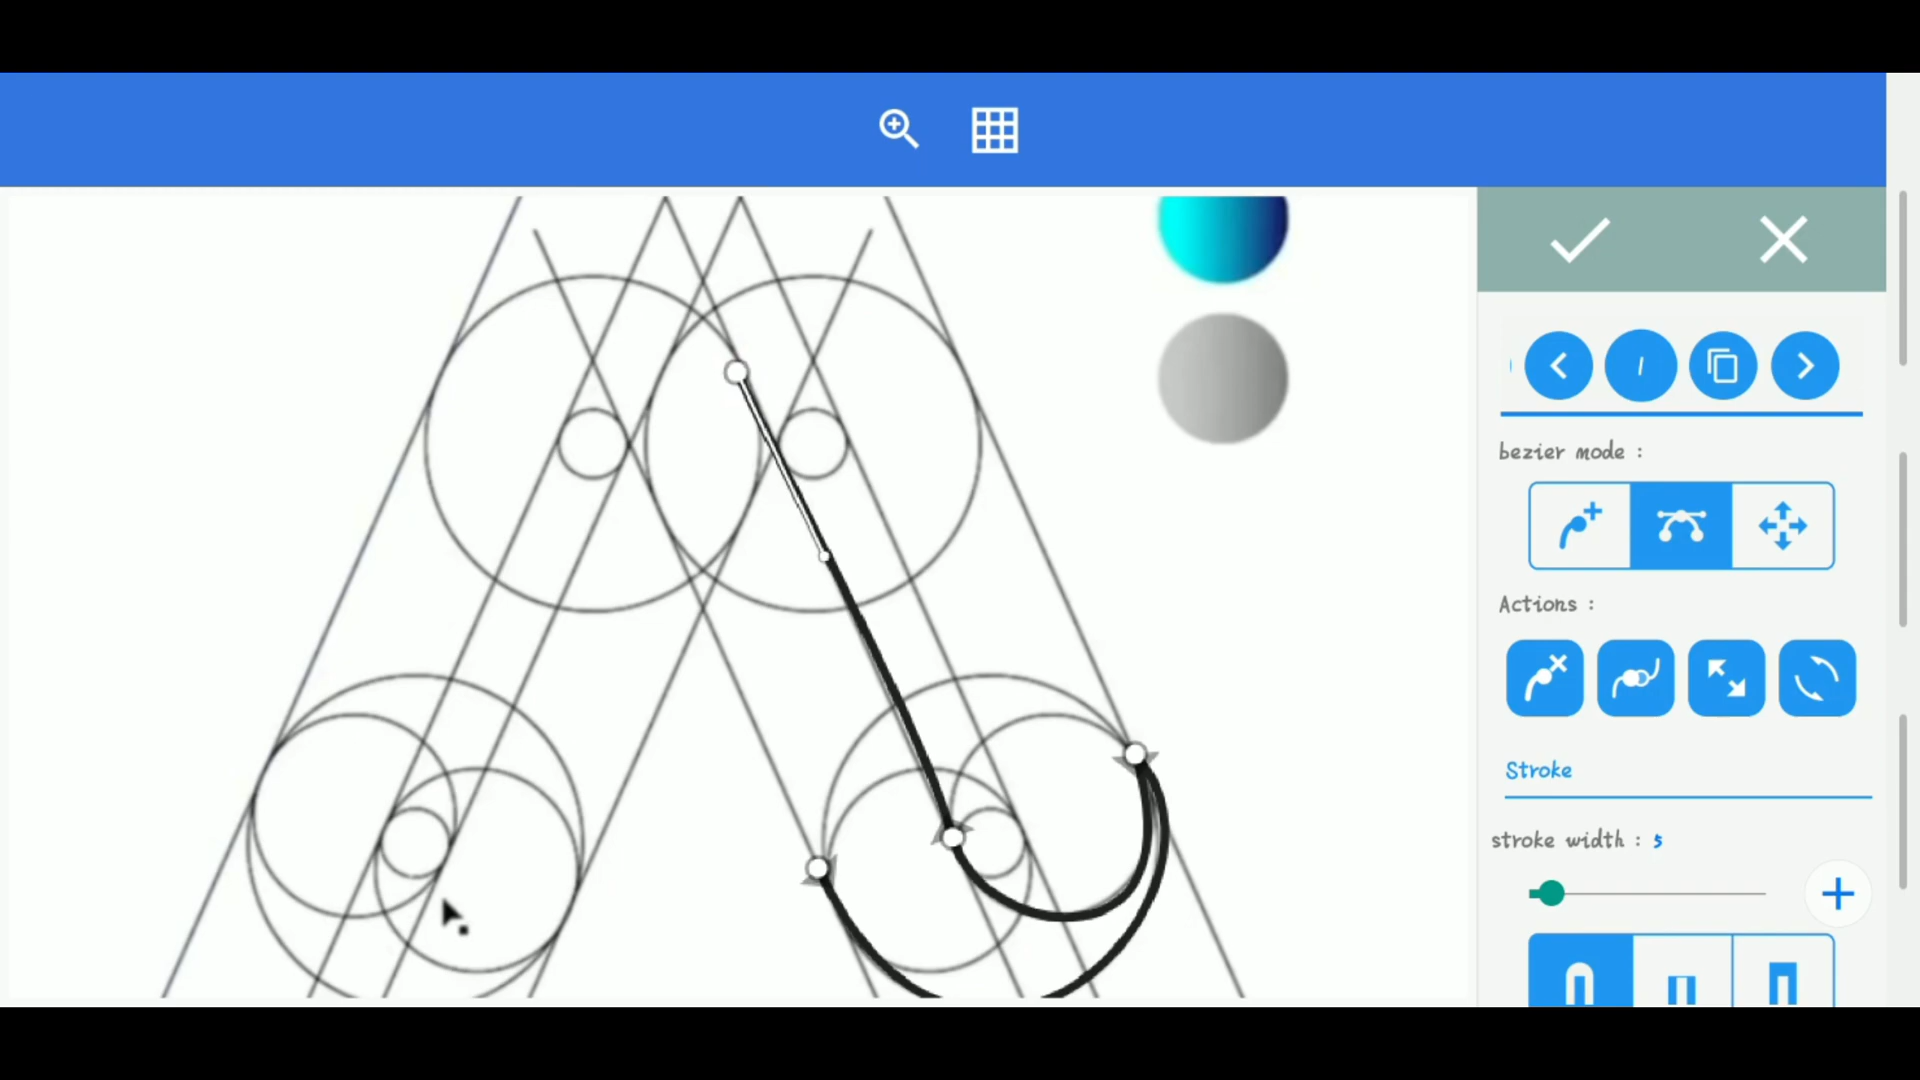 bezier mode :
Actions :
Stroke
stroke width : 5